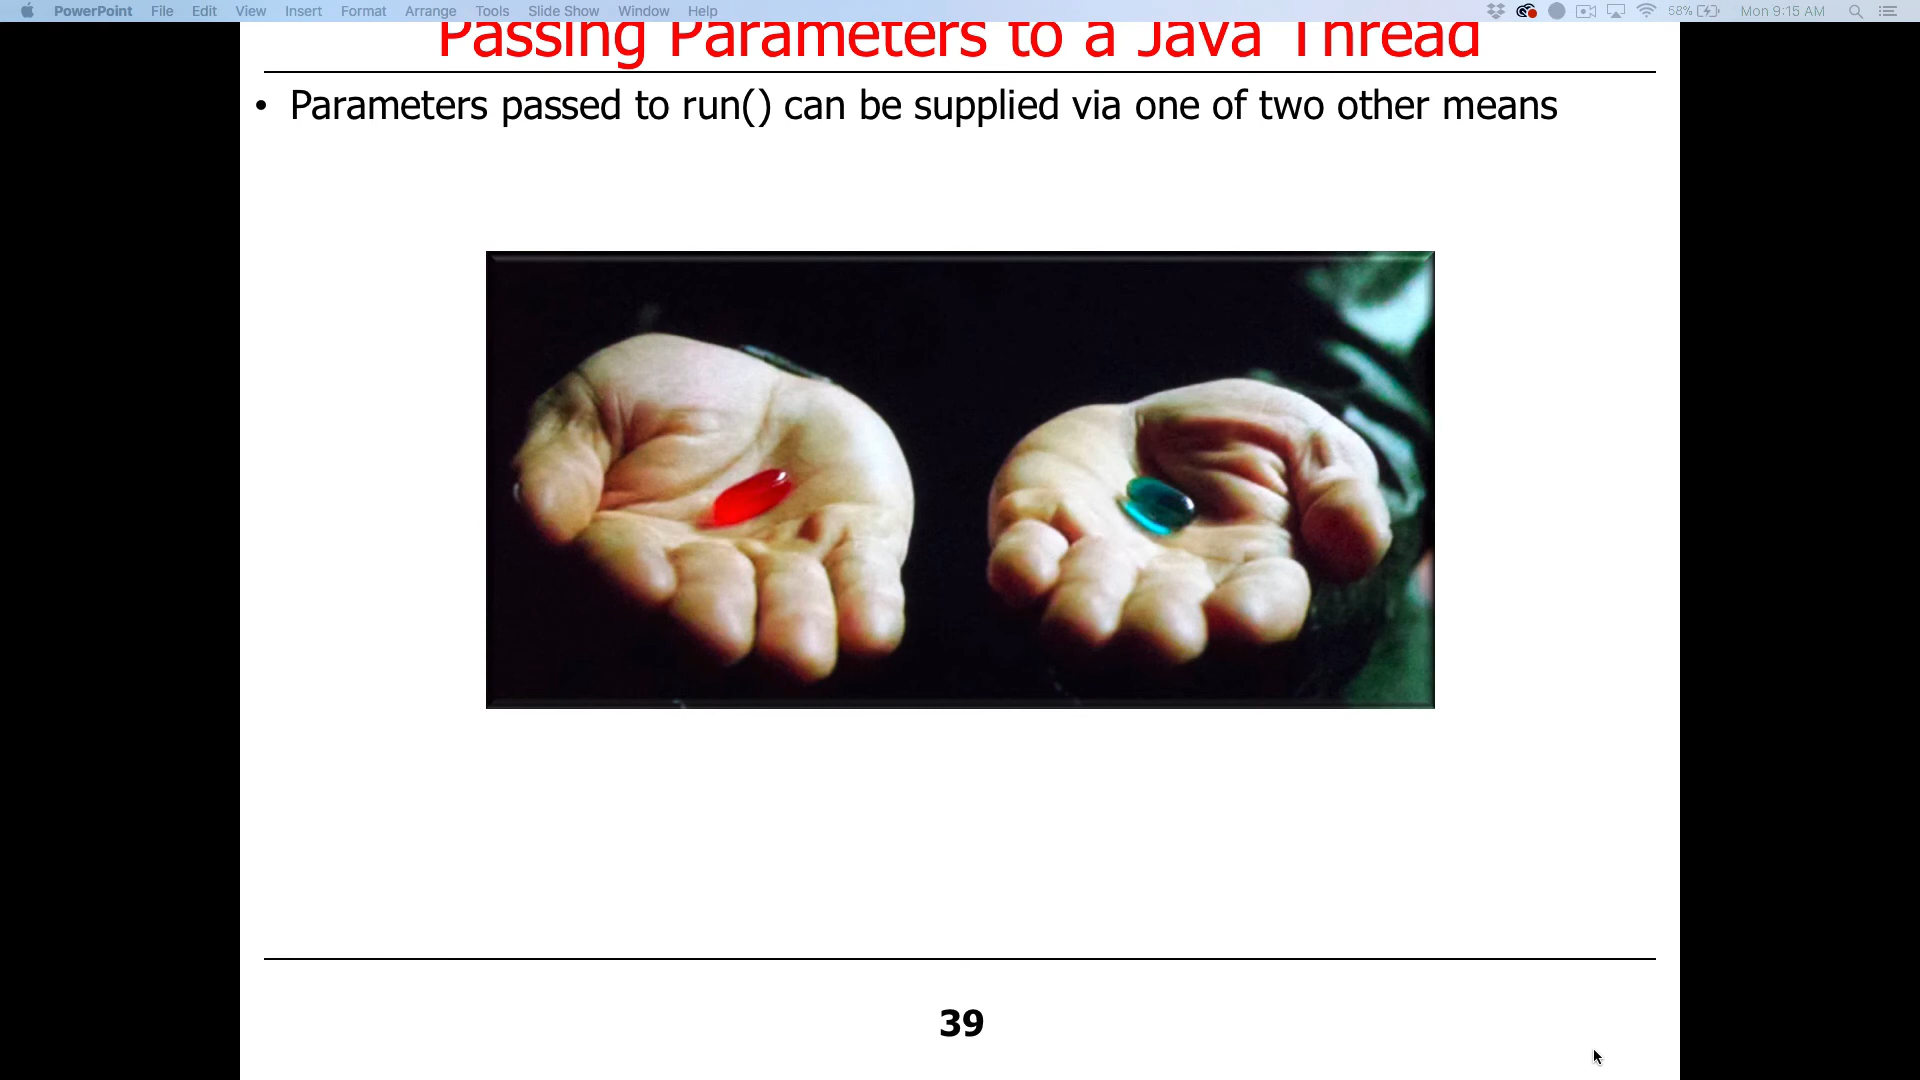 PowerPoint File Edit View Insert Format Arrange Tools Slide Show Window Help 58% Mon 9:15 AM
Passing Parameters to a Java Thread
• Parameters passed to run() can be supplied via one of two other means
39